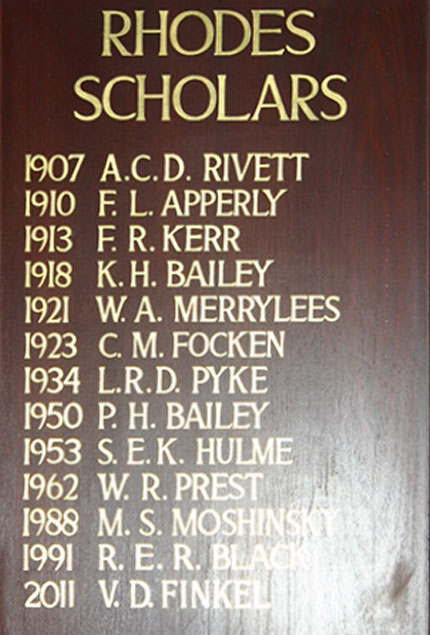 RHODES
SCHOLARS
1907 A.C.D. RIVETT
1910 F. L. APPERLY
1913 F. R. KERR
1918 K. H. BAILEY
1921 W. A. MERRYLEES
1923 C. M. FOCKEN
1934 L.R.D. PYKE
1950 P. H. BAILEY
1953 S. E. K. HULME
1962 W. R. PREST
1988 M. S. MOSHINSKY
1991 R. E. R. BLACK
2011 V. D. FINKEL